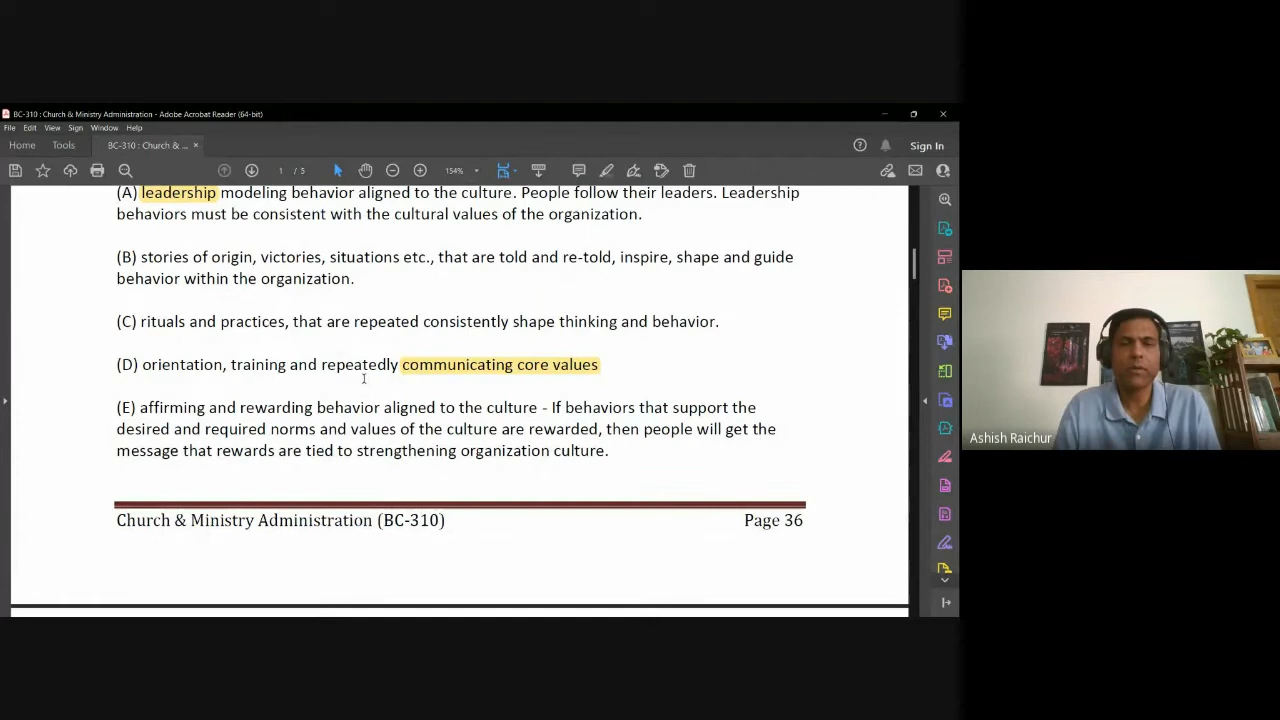 BC-310 : Church & Ministry Administration - Adobe Acrobat Reader (64-bit)
File Edit View Sign Window Help
Home Tools BC-310 : Church & ... × Sign In
1 / 5 154%
(A) leadership modeling behavior aligned to the culture. People follow their leaders. Leadership
behaviors must be consistent with the cultural values of the organization.
(B) stories of origin, victories, situations etc., that are told and re-told, inspire, shape and guide
behavior within the organization.
(C) rituals and practices, that are repeated consistently shape thinking and behavior.
(D) orientation, training and repeatedly communicating core values
(E) affirming and rewarding behavior aligned to the culture - If behaviors that support the
desired and required norms and values of the culture are rewarded, then people will get the
message that rewards are tied to strengthening organization culture.
Church & Ministry Administration (BC-310) Page 36
Ashish Raichur